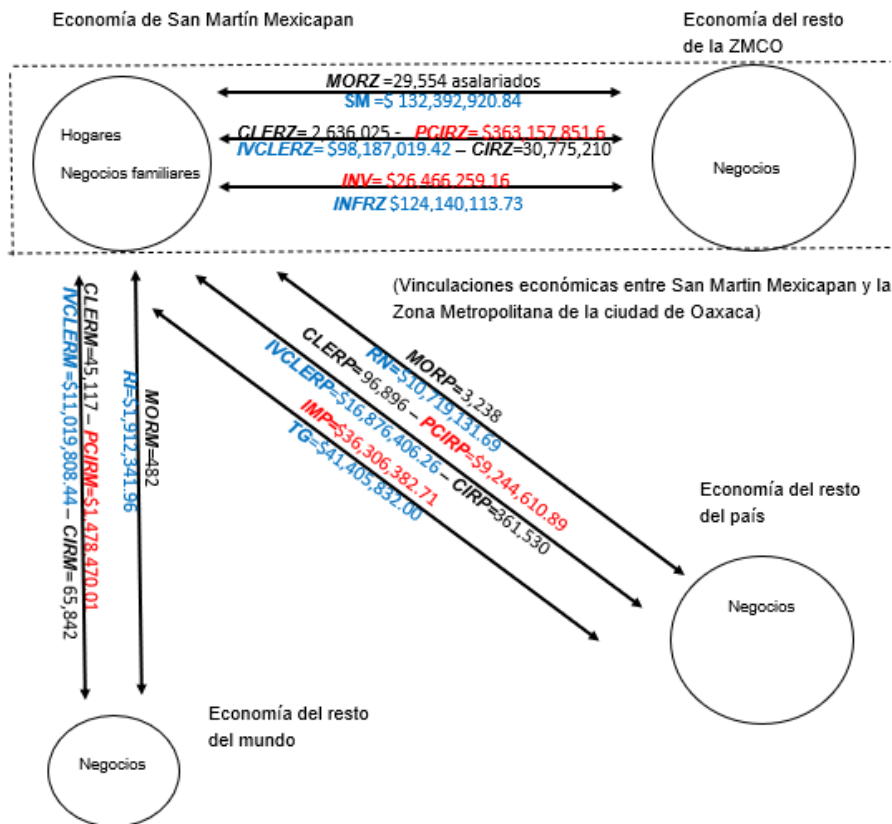 Economía de San Martín Mexicapan
Economía del resto
de la ZMCO
MORZ =29,554 asalariados
SM =$ 132,392,920.84
Hogares
Negocios familiares
CLERZ= 2,636,025 - PCIRZ= $363,157,851.6
IVCLERZ= $98,187,019.42 – CIRZ=30,775,210
Negocios
INV= $26,466,259.16
INFRZ $124,140,113.73
(Vinculaciones económicas entre San Martin Mexicapan y la
Zona Metropolitana de la ciudad de Oaxaca)
MORP=3,238
RN=$10,719,131.69
CLERP= 96,896 – PCIRP=$9,244,610.89
IVCLERP=$16,876,406.26 – CIRP=361,530
IMP=$36,306,382.71
TG=$41,405,832.00
CLERM=45,117 – PCIRM=$1,478,470.01
IVCLERM =$11,019,808.44 – CIRM= 65,842
MORM=482
RI=$1,912,341.96
Economía del resto
del país
Negocios
Economía del resto
del mundo
Negocios